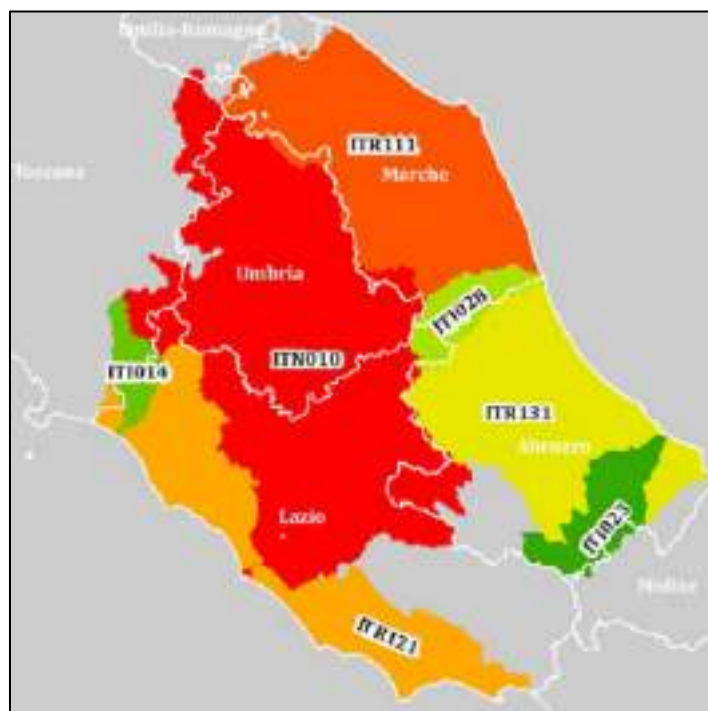 Emilia-Romagna
ITR111
Marche
Toscana
Umbria
ITI028
ITN010
ITI014
ITR131
Abruzzo
Lazio
ITI023
Molise
ITR121